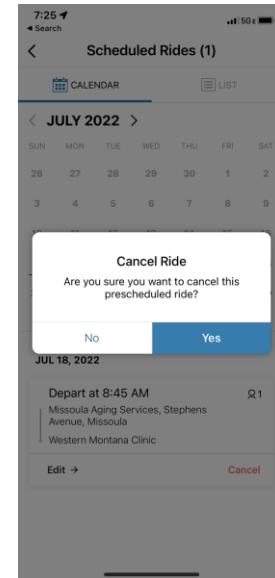 7:25
5G E
Search
Scheduled Rides (1)
CALENDAR
LIST
JULY 2022
SUN MON TUE WED THU FRI SAT
26 27 28 29 30 1 2
3 4 5 6 7 8 9
Cancel Ride
Are you sure you want to cancel this
prescheduled ride?
No Yes
JUL 18, 2022
Depart at 8:45 AM 1
Missoula Aging Services, Stephens
Avenue, Missoula
Western Montana Clinic
Edit → Cancel